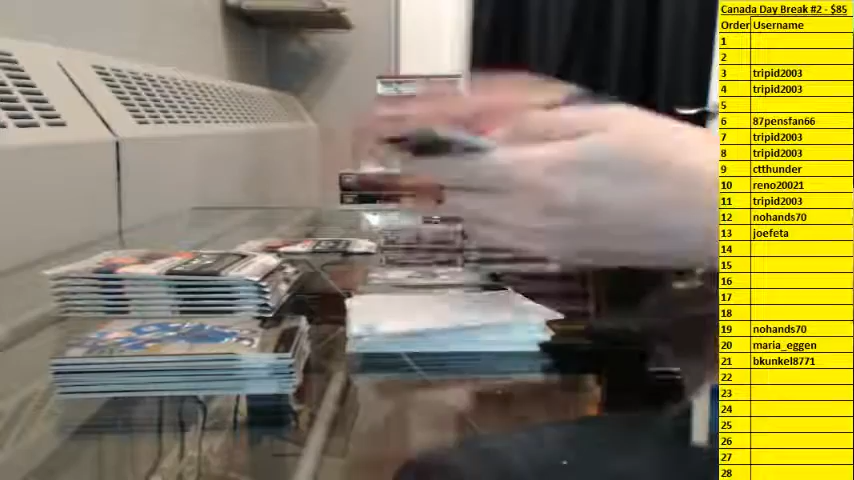 Canada Day Break #2 - $85
Order Username
1
2
3 tripid2003
4 tripid2003
5
6 87pensfan66
7 tripid2003
8 tripid2003
9 ctthunder
10 reno20021
11 tripid2003
12 nohands70
13 joefeta
14
15
16
17
18
19 nohands70
20 maria_eggen
21 bkunkel8771
22
23
24
25
26
27
28